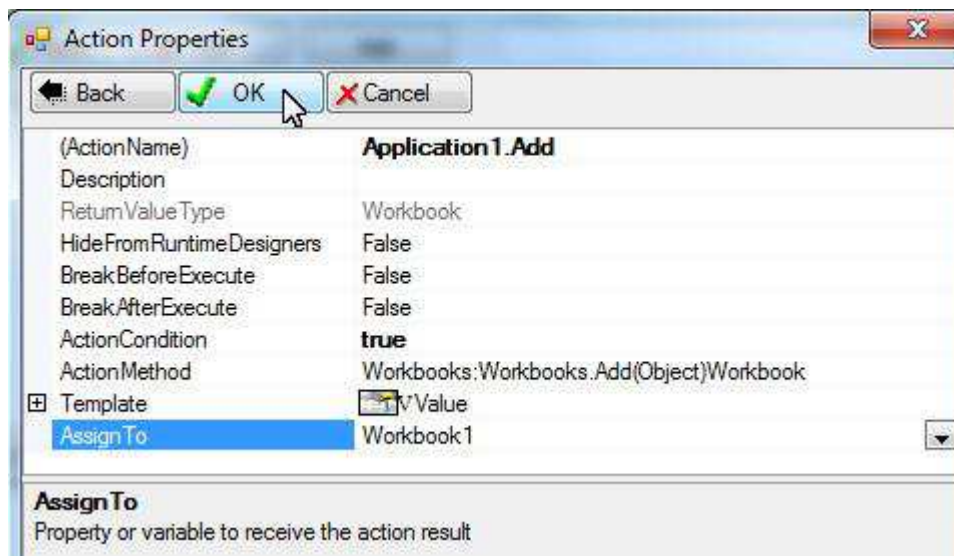 Action Properties
Back OK Cancel
(ActionName) Application1.Add
Description
ReturnValueType Workbook
HideFromRuntimeDesigners False
BreakBeforeExecute False
BreakAfterExecute False
ActionCondition true
ActionMethod Workbooks:Workbooks.Add(Object)Workbook
Template Value
AssignTo Workbook1
AssignTo
Property or variable to receive the action result